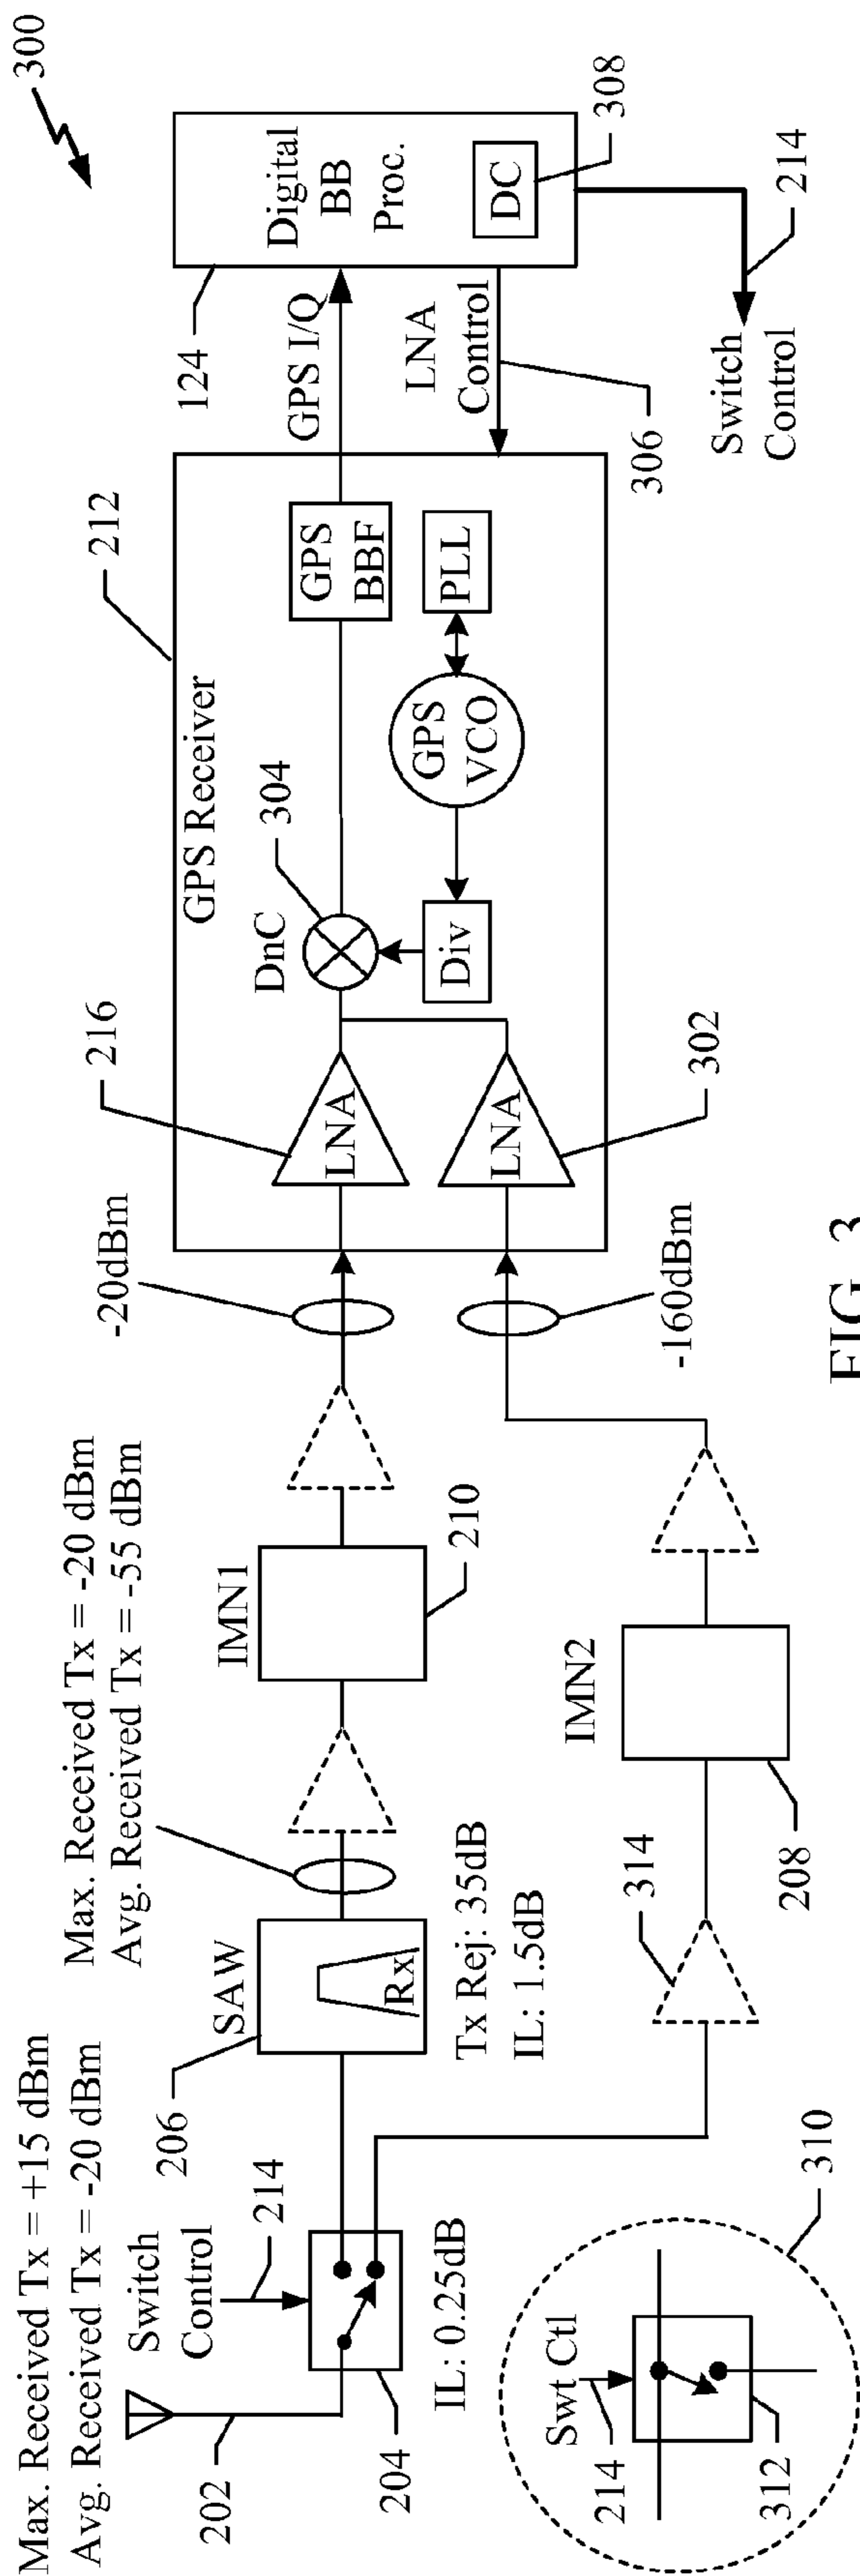 300
Max. Received Tx = +15 dBm
Avg. Received Tx = -20 dBm
Max. Received Tx = -20 dBm
Avg. Received Tx = -55 dBm
-20dBm
216
212
124
202
Switch
Control
214
206
SAW
Rx
IMN1
GPS Receiver
LNA
DnC
304
GPS
BBF
GPS I/Q
Digital
BB
Proc.
204
IL: 0.25dB
Tx Rej: 35dB
IL: 1.5dB
210
LNA
302
Div
GPS
VCO
PLL
LNA
Control
306
DC
308
314
IMN2
208
-160dBm
Switch
Control
214
Swt Ctl
214
312
310
FIG. 3